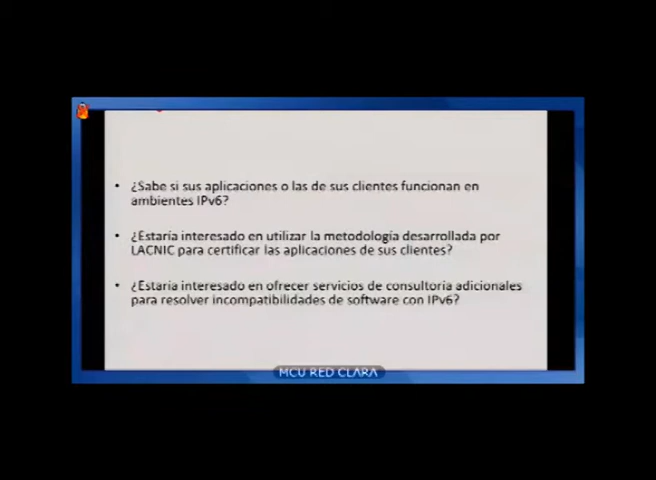 • ¿Sabe si sus aplicaciones o las de sus clientes funcionan en
ambientes IPv6?
• ¿Estaría interesado en utilizar la metodología desarrollada por
LACNIC para certificar las aplicaciones de sus clientes?
• ¿Estaría interesado en ofrecer servicios de consultoría adicionales
para resolver incompatibilidades de software con IPv6?
MCU RED CLARA